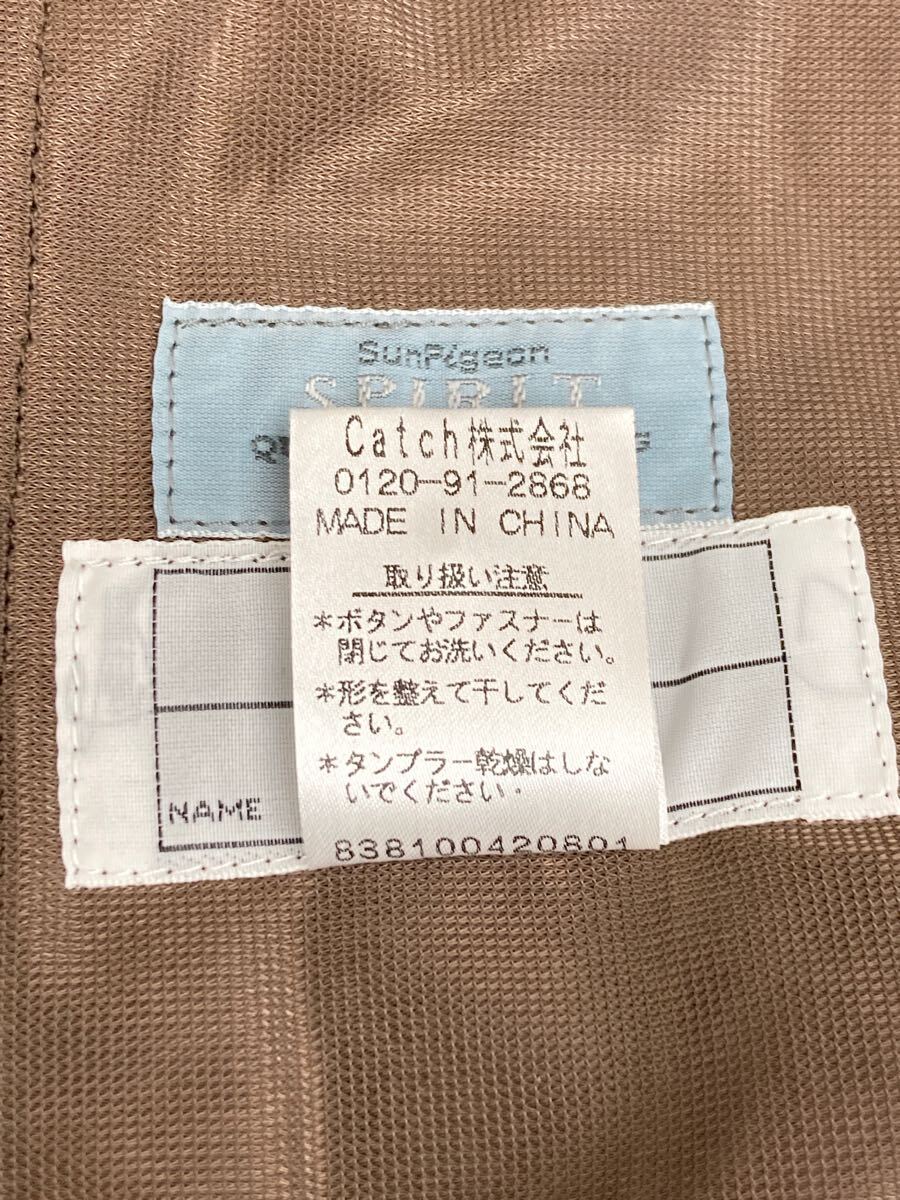 SunPigeon
SPIRIT
Catch株式会社
0120-91-2868
MADE IN CHINA
取り扱い注意
*ボタンやファスナーは
閉じてお洗いください。
*形を整えて干してくだ
さい。
*タンブラー乾燥はしな
いでください・
NAME
838100420801